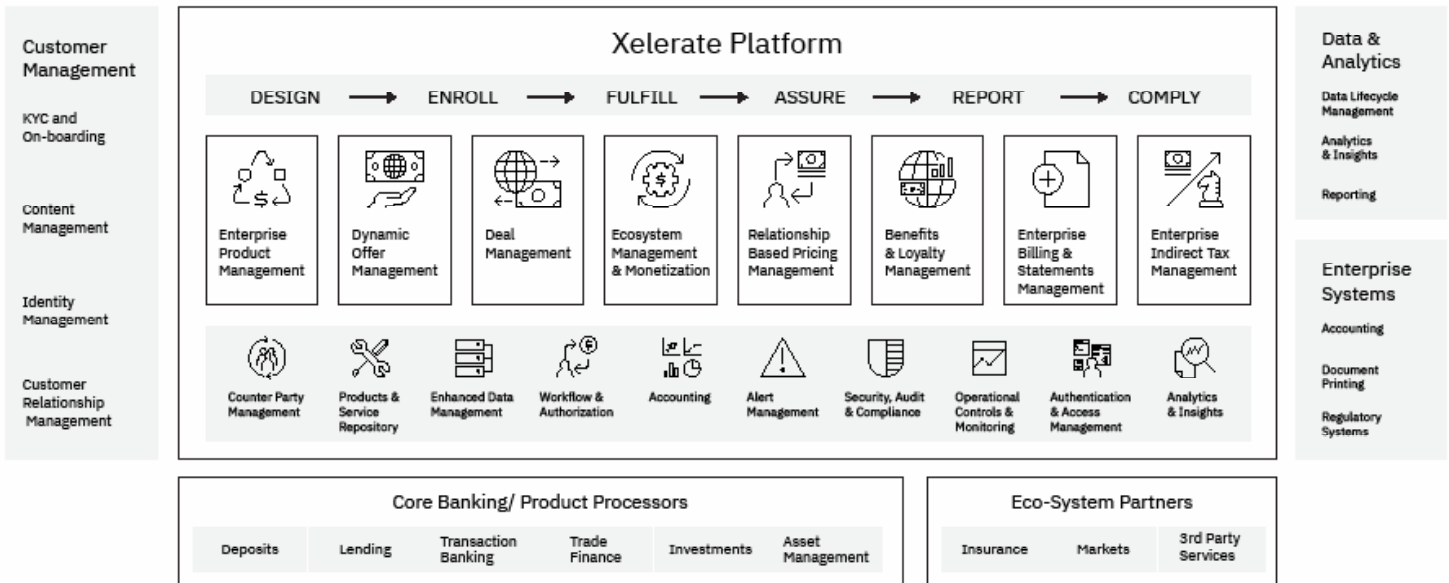 Customer
Management
KYC and
On-boarding
Content
Management
Identity
Management
Customer
Relationship
Management
Xelerate Platform
DESIGN
ENROLL
FULFILL
ASSURE
REPORT
COMPLY
Enterprise
Product
Management
Dynamic
Offer
Management
Deal
Management
Ecosystem
Management
& Monetization
Relationship
Based Pricing
Management
Benefits
& Loyalty
Management
Enterprise
Billing &
Statements
Management
Enterprise
Indirect Tax
Management
Counter Party
Management
Products &
Service
Repository
Enhanced Data
Management
Workflow &
Authorization
Accounting
Alert
Management
Security, Audit
& Compliance
Operational
Controls &
Monitoring
Authentication
& Access
Management
Analytics
& Insights
Data &
Analytics
Data Lifecycle
Management
Analytics
& Insights
Reporting
Enterprise
Systems
Accounting
Document
Printing
Regulatory
Systems
Core Banking/ Product Processors
Deposits
Lending
Transaction
Banking
Trade
Finance
Investments
Asset
Management
Eco-System Partners
Insurance
Markets
3rd Party
Services